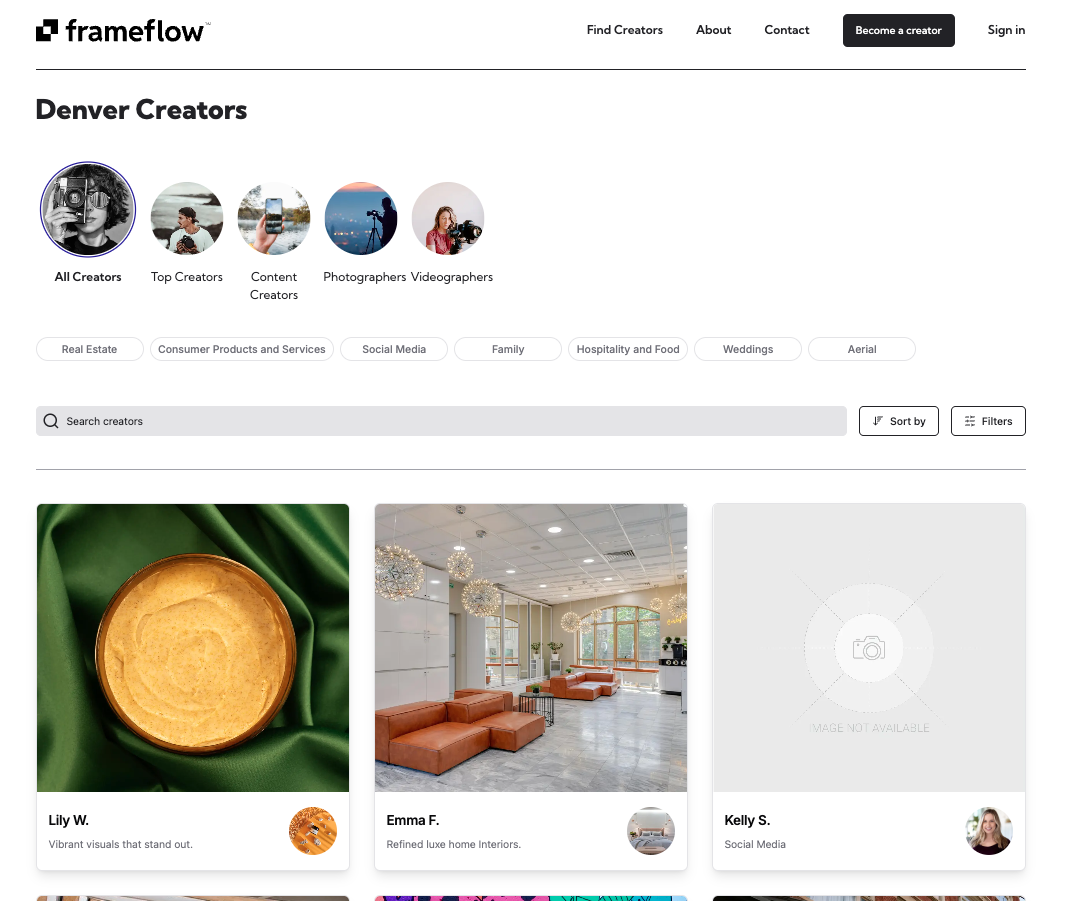 frameflow™
Find Creators
About
Contact
Become a creator
Sign in
Denver Creators
All Creators
Top Creators
Content
Creators
Photographers
Videographers
Real Estate
Consumer Products and Services
Social Media
Family
Hospitality and Food
Weddings
Aerial
Search creators
Sort by
Filters
IMAGE NOT AVAILABLE
Lily W.
Vibrant visuals that stand out.
Emma F.
Refined luxe home Interiors.
Kelly S.
Social Media